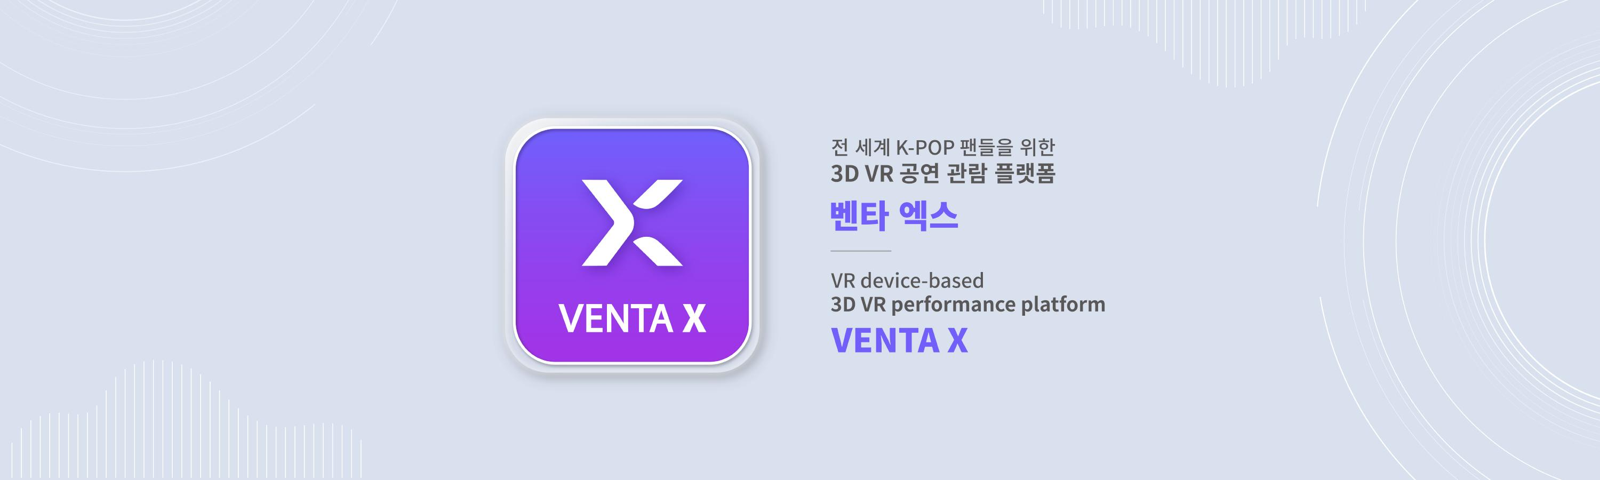 VENTA X
전 세계 K-POP 팬들을 위한
3D VR 공연 관람 플랫폼
벤타 엑스
VR device-based
3D VR performance platform
VENTA X